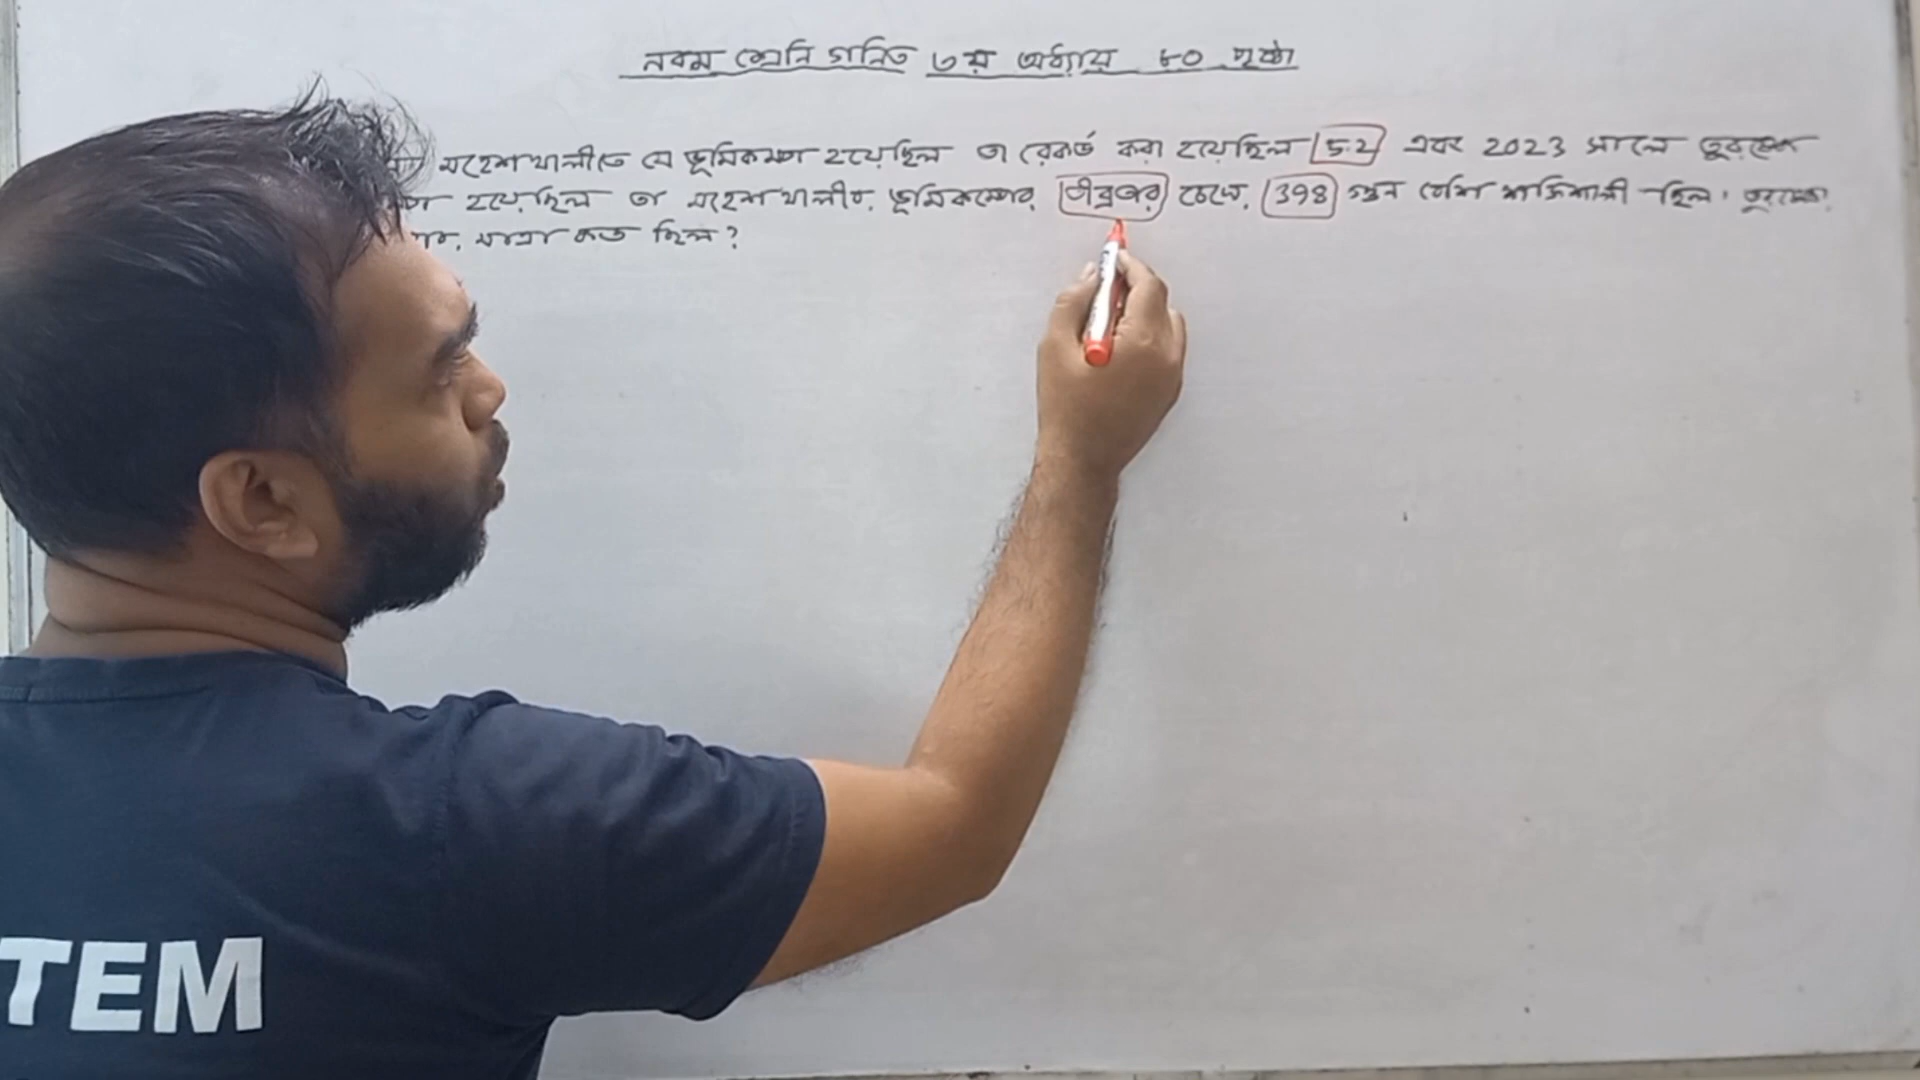 নবম শ্রেনি গনিত ৩য় অধ্যায় ৮০ পৃষ্ঠা
মহেশখালীতে যে ভূমিকম্প হয়েছিল তা রেকর্ড করা হয়েছিল 5.2 এবং 2023 সালে তুরস্কে
হয়েছিল তা মহেশখালীর ভূমিকম্পের তীব্রতার চেয়ে 398 গুন বেশি শক্তিশালী ছিল। তুরস্কে
মাত্রা কত ছিল?
TEM